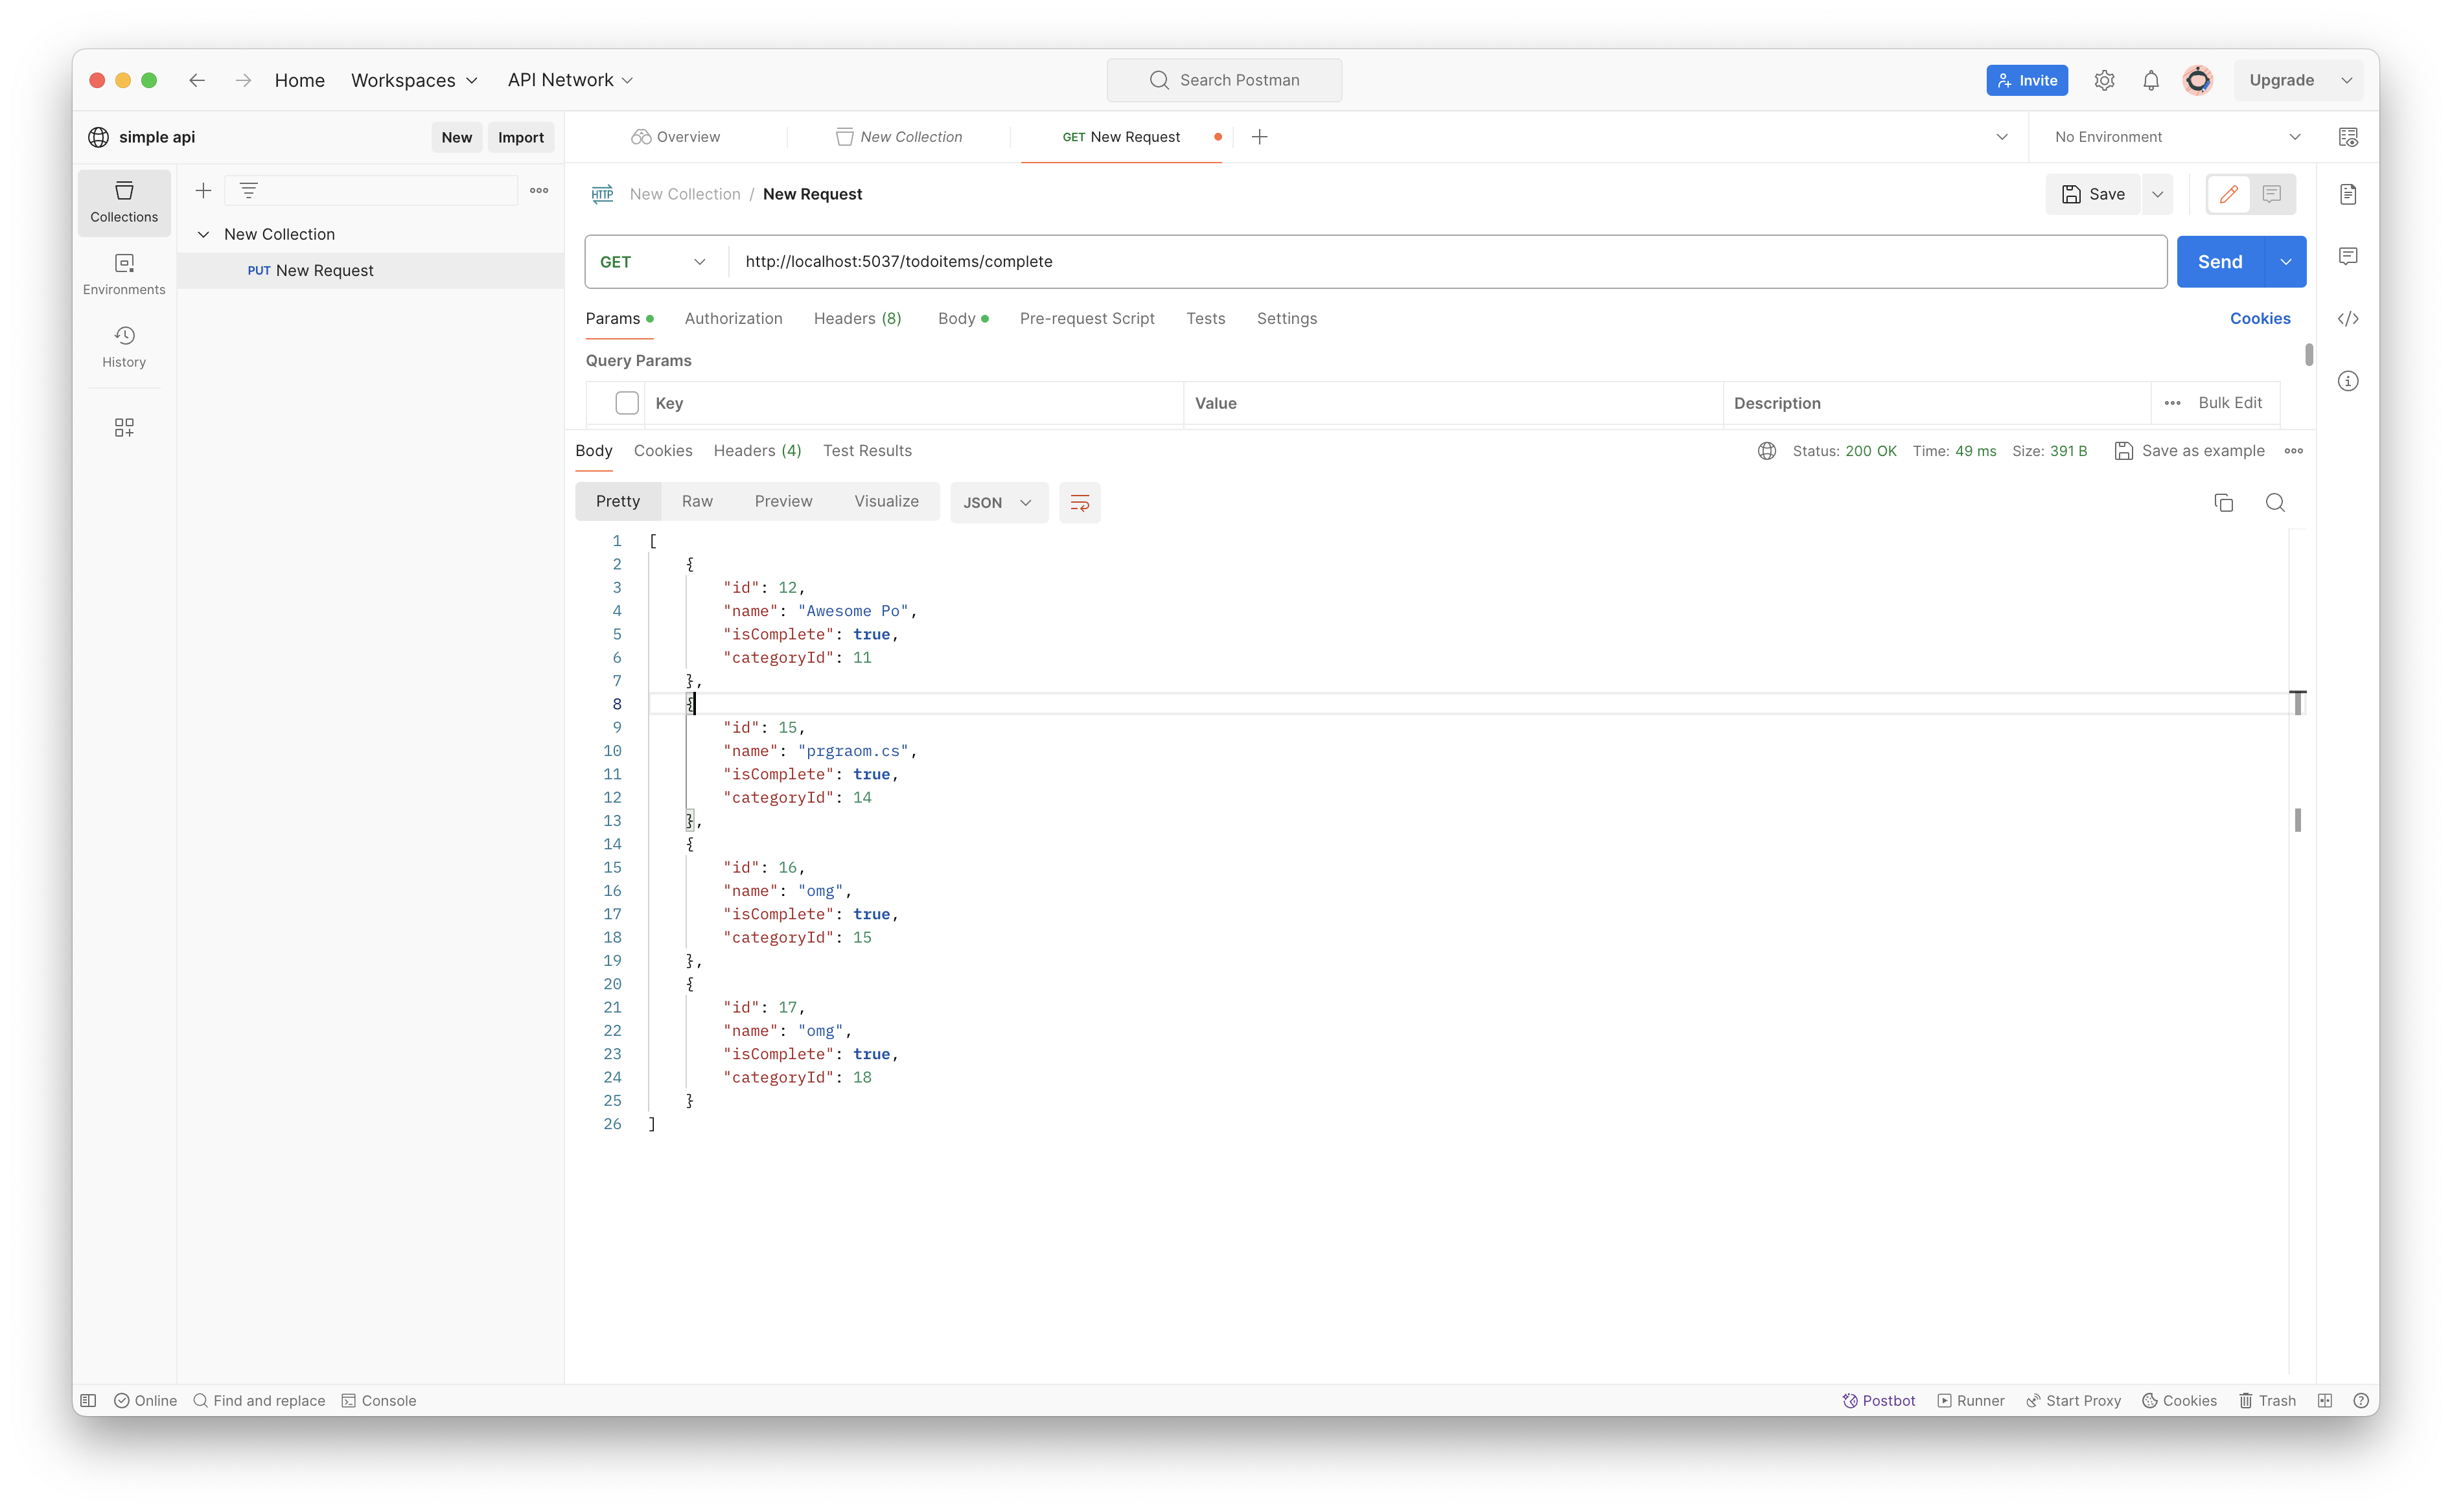 Home Workspaces API Network Search Postman Invite Upgrade
simple api New Import Overview New Collection GET New Request No Environment
Collections
New Collection / New Request Save
New Collection
PUT New Request
GET http://localhost:5037/todoitems/complete Send
Environments
History
Params Authorization Headers (8) Body Pre-request Script Tests Settings Cookies
Query Params
Key Value Description Bulk Edit
Body Cookies Headers (4) Test Results Status: 200 OK Time: 49 ms Size: 391 B Save as example
Pretty Raw Preview Visualize JSON
1 [
2 {
3 "id": 12,
4 "name": "Awesome Po",
5 "isComplete": true,
6 "categoryId": 11
7 },
8 {
9 "id": 15,
10 "name": "prgraom.cs",
11 "isComplete": true,
12 "categoryId": 14
13 },
14 {
15 "id": 16,
16 "name": "omg",
17 "isComplete": true,
18 "categoryId": 15
19 },
20 {
21 "id": 17,
22 "name": "omg",
23 "isComplete": true,
24 "categoryId": 18
25 }
26 ]
Online Find and replace Console Postbot Runner Start Proxy Cookies Trash